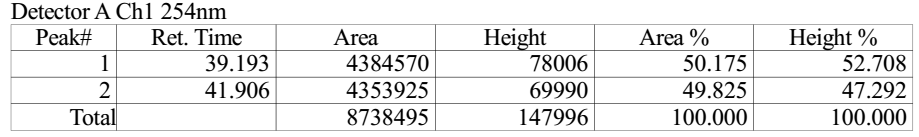 Detector A Ch1 254nm
Peak# Ret. Time Area Height Area % Height %
1 39.193 4384570 78006 50.175 52.708
2 41.906 4353925 69990 49.825 47.292
Total 8738495 147996 100.000 100.000